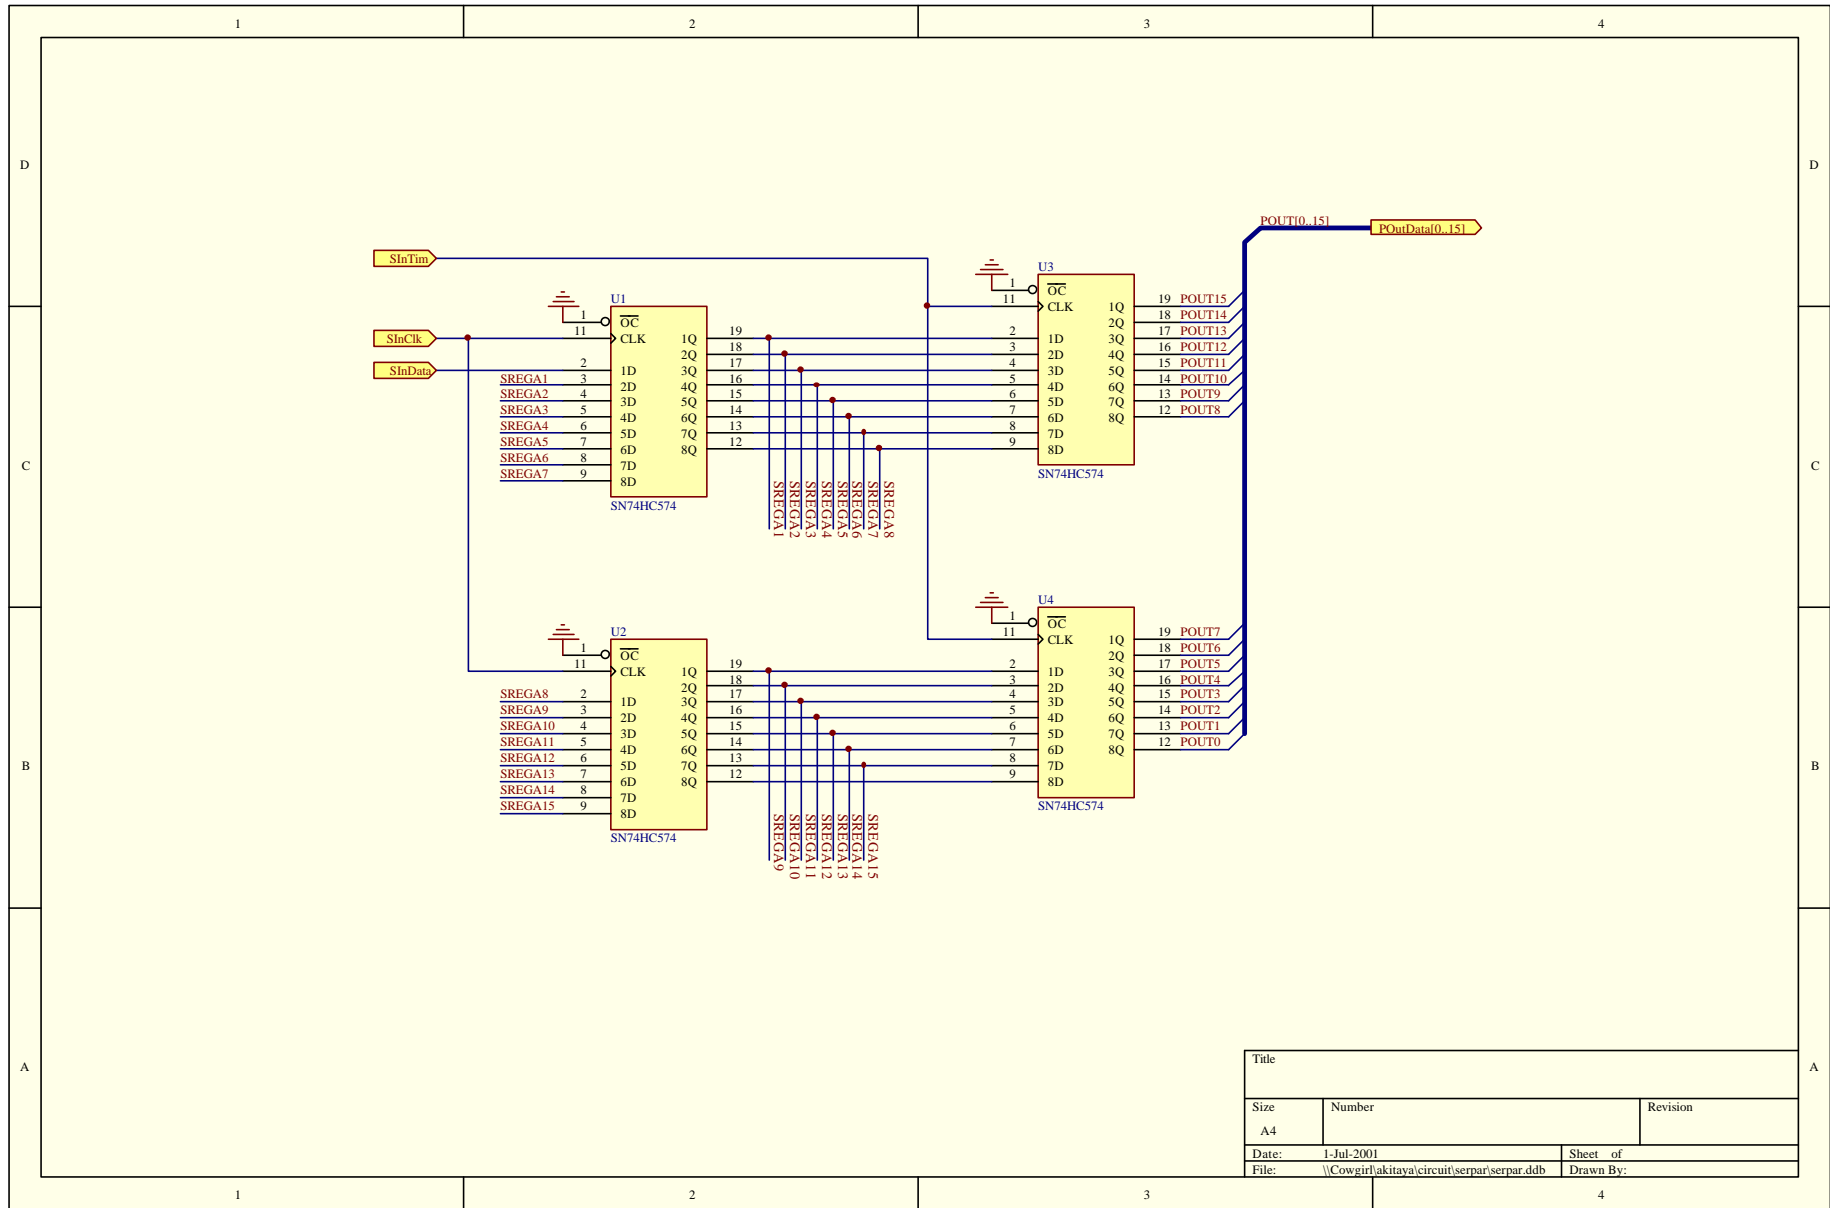 1 2 3 4
D D
POUT[0..15]
POutData[0..15]
SInTim
SInClk
SInData
U1
1 OC
11 CLK
2 1D
SREGA1 3 2D
SREGA2 4 3D
SREGA3 5 4D
SREGA4 6 5D
SREGA5 7 6D
SREGA6 8 7D
SREGA7 9 8D
1Q 19
2Q 18
3Q 17
4Q 16
5Q 15
6Q 14
7Q 13
8Q 12
SN74HC574
SREGA1
SREGA2
SREGA3
SREGA4
SREGA5
SREGA6
SREGA7
SREGA8
U3
1 OC
11 CLK
2 1D
3 2D
4 3D
5 4D
6 5D
7 6D
8 7D
9 8D
1Q 19 POUT15
2Q 18 POUT14
3Q 17 POUT13
4Q 16 POUT12
5Q 15 POUT11
6Q 14 POUT10
7Q 13 POUT9
8Q 12 POUT8
SN74HC574
C C
U2
1 OC
11 CLK
SREGA8 2 1D
SREGA9 3 2D
SREGA10 4 3D
SREGA11 5 4D
SREGA12 6 5D
SREGA13 7 6D
SREGA14 8 7D
SREGA15 9 8D
1Q 19
2Q 18
3Q 17
4Q 16
5Q 15
6Q 14
7Q 13
8Q 12
SN74HC574
SREGA9
SREGA10
SREGA11
SREGA12
SREGA13
SREGA14
SREGA15
U4
1 OC
11 CLK
2 1D
3 2D
4 3D
5 4D
6 5D
7 6D
8 7D
9 8D
1Q 19 POUT7
2Q 18 POUT6
3Q 17 POUT5
4Q 16 POUT4
5Q 15 POUT3
6Q 14 POUT2
7Q 13 POUT1
8Q 12 POUT0
SN74HC574
B B
A A
Title
Size Number Revision
A4
Date: 1-Jul-2001 Sheet of
File: \\Cowgirl\akitaya\circuit\serpar\serpar.ddb Drawn By:
1 2 3 4